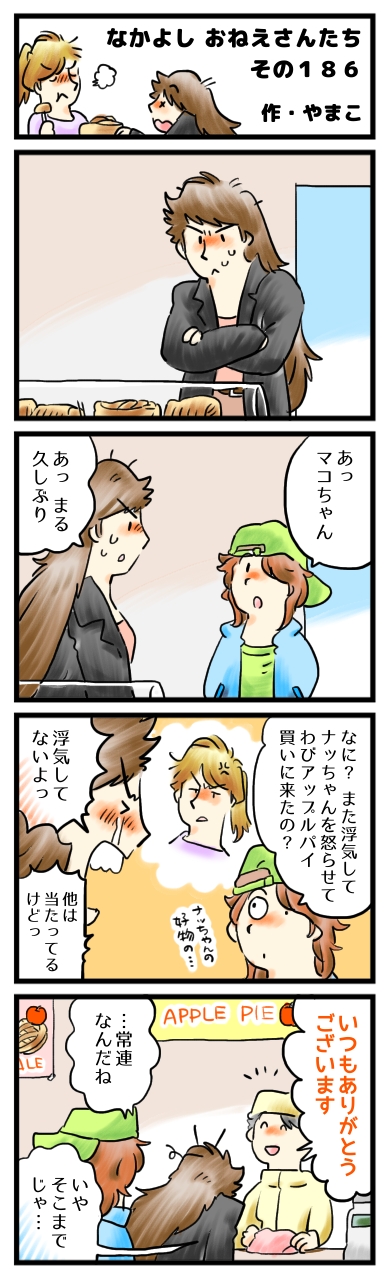 なかよし おねえさんたち
その１８６
作・やまこ
あっ
マコちゃん
あっ まる
久しぶり
なに？ また浮気して
ナッちゃんを怒らせて
わびアップルパイ
買いに来たの？
ナッちゃんの
好物の…
浮気して
ないよっ
他は
当たってる
けどっ
いつもありがとう
ございます
APPLE PIE
…常連
なんだね
ALE
いや
そこまで
じゃ…